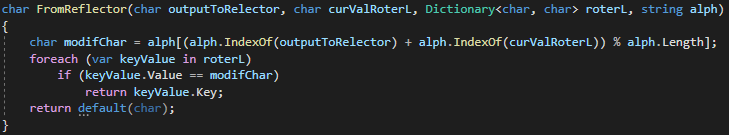 char FromReflector(char outputToRelector, char curValRoterL, Dictionary<char, char> roterL, string alph)
{
char modifChar = alph[(alph.IndexOf(outputToRelector) + alph.IndexOf(curValRoterL)) % alph.Length];
foreach (var keyValue in roterL)
if (keyValue.Value == modifChar)
return keyValue.Key;
return default(char);
}